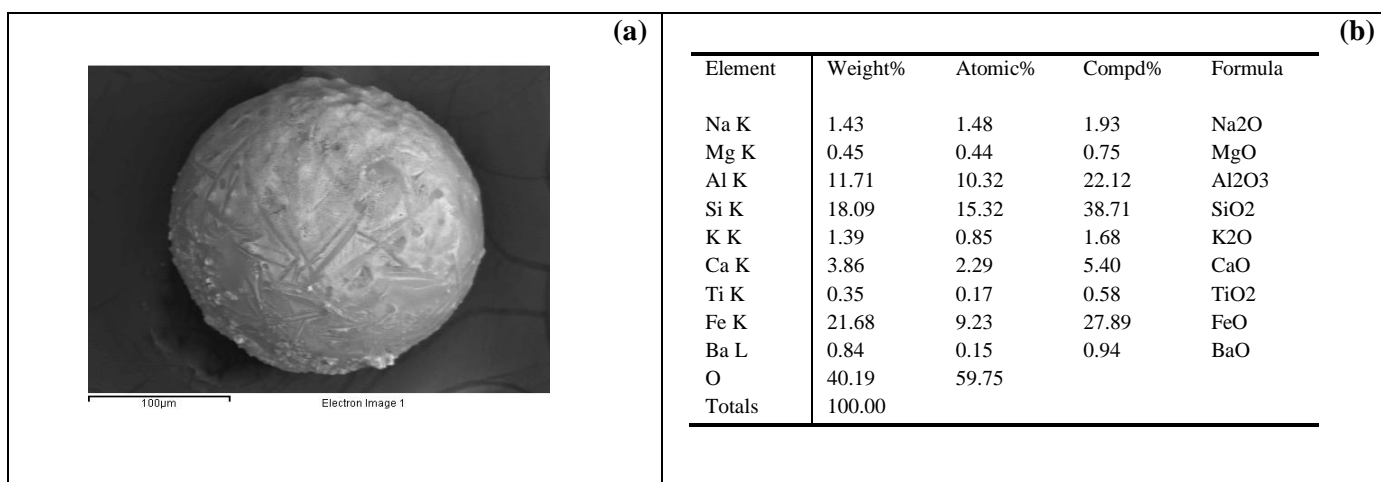 (a)
100µm
Electron Image 1
(b)
Element Weight% Atomic% Compd% Formula
Na K 1.43 1.48 1.93 Na2O
Mg K 0.45 0.44 0.75 MgO
Al K 11.71 10.32 22.12 Al2O3
Si K 18.09 15.32 38.71 SiO2
K K 1.39 0.85 1.68 K2O
Ca K 3.86 2.29 5.40 CaO
Ti K 0.35 0.17 0.58 TiO2
Fe K 21.68 9.23 27.89 FeO
Ba L 0.84 0.15 0.94 BaO
O 40.19 59.75
Totals 100.00